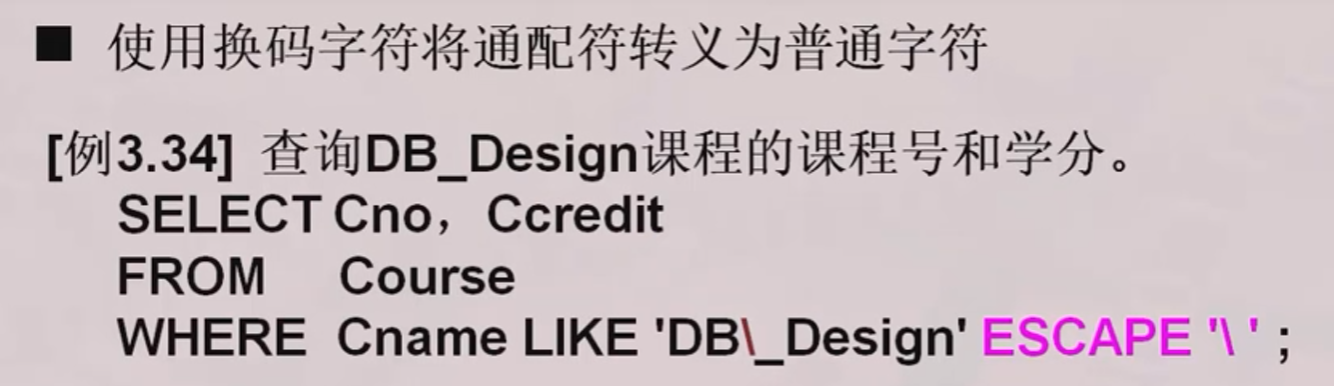 ■ 使用换码字符将通配符转义为普通字符
[例3.34] 查询DB_Design课程的课程号和学分。
SELECT Cno，Ccredit
FROM Course
WHERE Cname LIKE 'DB\_Design' ESCAPE '\ ' ;